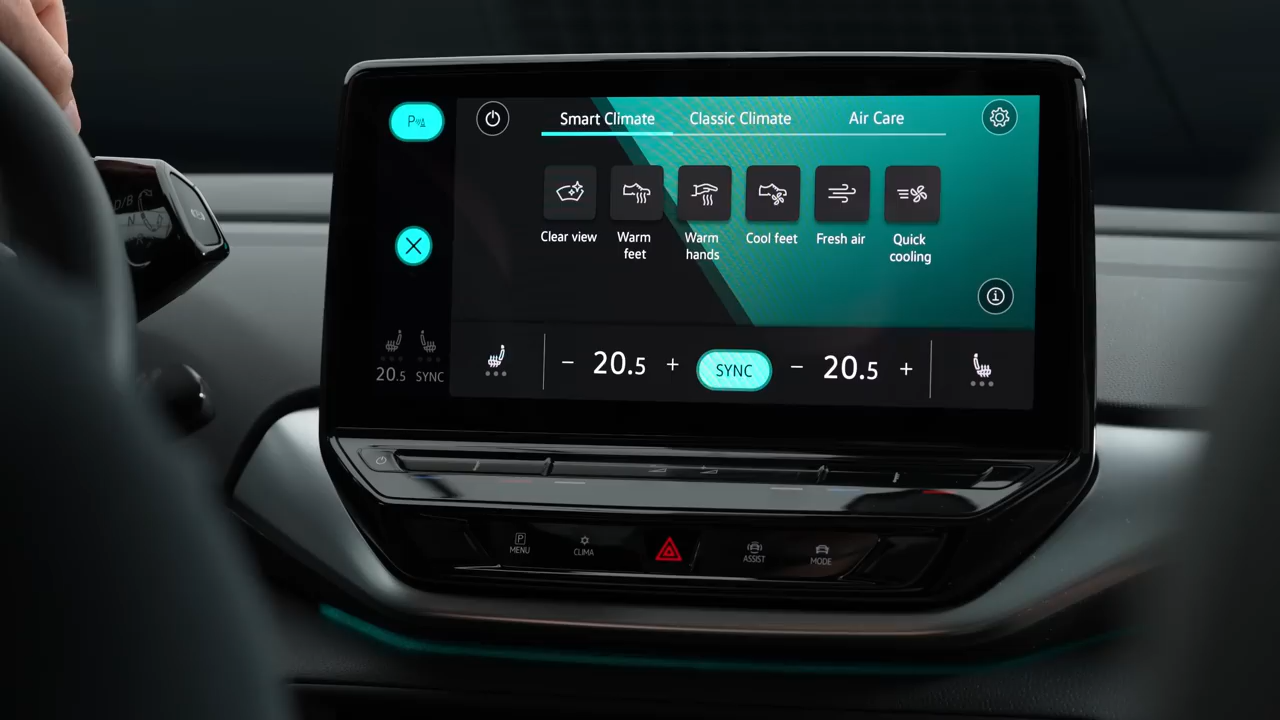 P
Smart Climate
Classic Climate
Air Care
D/B
N
D
Clear view
Warm
feet
Warm
hands
Cool feet
Fresh air
Quick
cooling
20.5
SYNC
− 20.5 +
SYNC
− 20.5 +
P
MENU
CLIMA
ASSIST
MODE